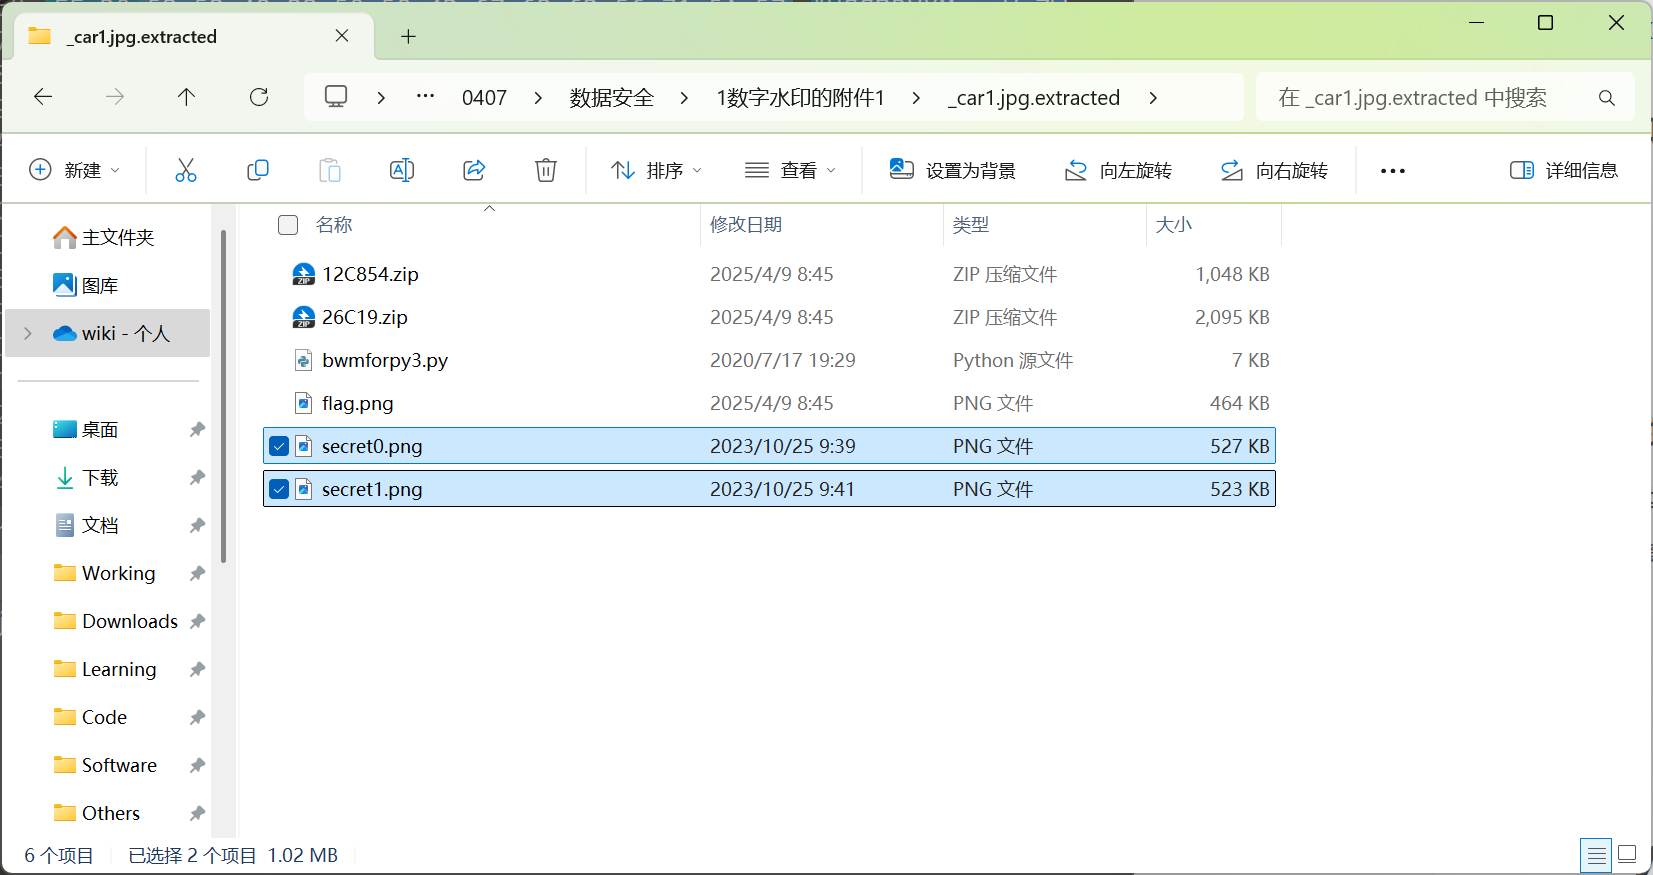 _car1.jpg.extracted
0407
数据安全
1数字水印的附件1
_car1.jpg.extracted
在 _car1.jpg.extracted 中搜索
新建
排序
查看
设置为背景
向左旋转
向右旋转
详细信息
主文件夹
图库
wiki - 个人
桌面
下载
文档
Working
Downloads
Learning
Code
Software
Others
名称 修改日期 类型 大小
12C854.zip 2025/4/9 8:45 ZIP 压缩文件 1,048 KB
26C19.zip 2025/4/9 8:45 ZIP 压缩文件 2,095 KB
bwmforpy3.py 2020/7/17 19:29 Python 源文件 7 KB
flag.png 2025/4/9 8:45 PNG 文件 464 KB
secret0.png 2023/10/25 9:39 PNG 文件 527 KB
secret1.png 2023/10/25 9:41 PNG 文件 523 KB
6 个项目 已选择 2 个项目 1.02 MB